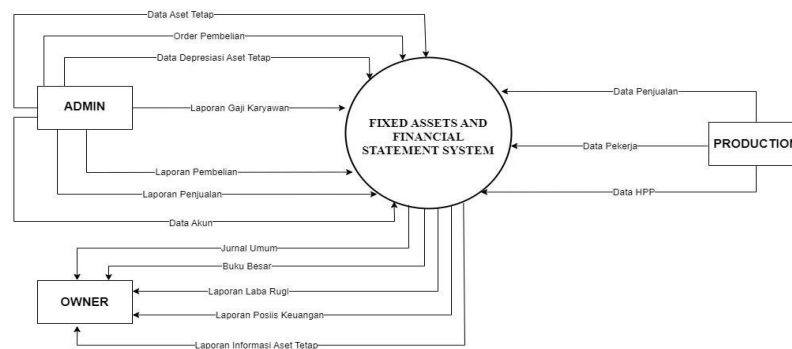 Data Aset Tetap
Order Pembelian
Data Depresiasi Aset Tetap
ADMIN
Laporan Gaji Karyawan
Laporan Pembelian
Laporan Penjualan
Data Akun
FIXED ASSETS AND
FINANCIAL
STATEMENT SYSTEM
Data Penjualan
Data Pekerja
PRODUCTION
Data HPP
Jurnal Umum
Buku Besar
OWNER
Laporan Laba Rugi
Laporan Posiis Keuangan
Laporan Informasi Aset Tetap